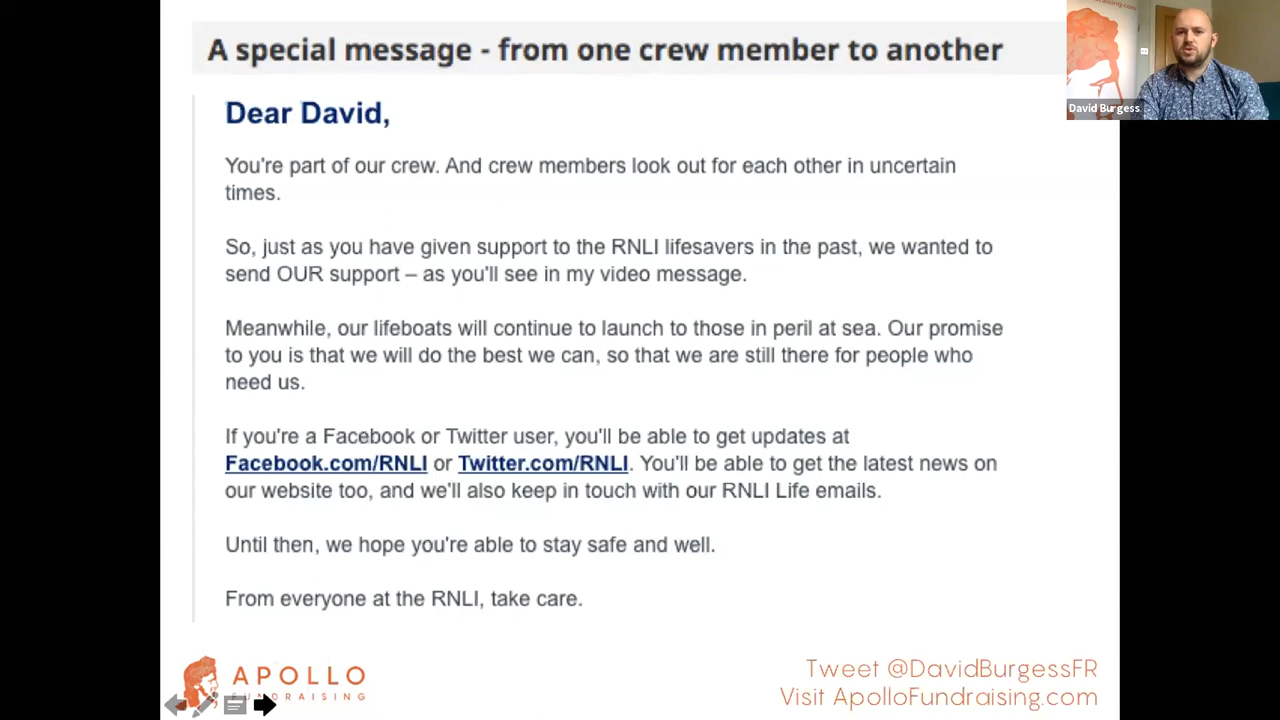 A special message - from one crew member to another
Dear David,
You're part of our crew. And crew members look out for each other in uncertain
times.
So, just as you have given support to the RNLI lifesavers in the past, we wanted to
send OUR support – as you'll see in my video message.
Meanwhile, our lifeboats will continue to launch to those in peril at sea. Our promise
to you is that we will do the best we can, so that we are still there for people who
need us.
If you're a Facebook or Twitter user, you'll be able to get updates at
Facebook.com/RNLI or Twitter.com/RNLI. You'll be able to get the latest news on
our website too, and we'll also keep in touch with our RNLI Life emails.
Until then, we hope you're able to stay safe and well.
From everyone at the RNLI, take care.
APOLLO
FUNDRAISING
Tweet @DavidBurgessFR
Visit ApolloFundraising.com
David Burgess